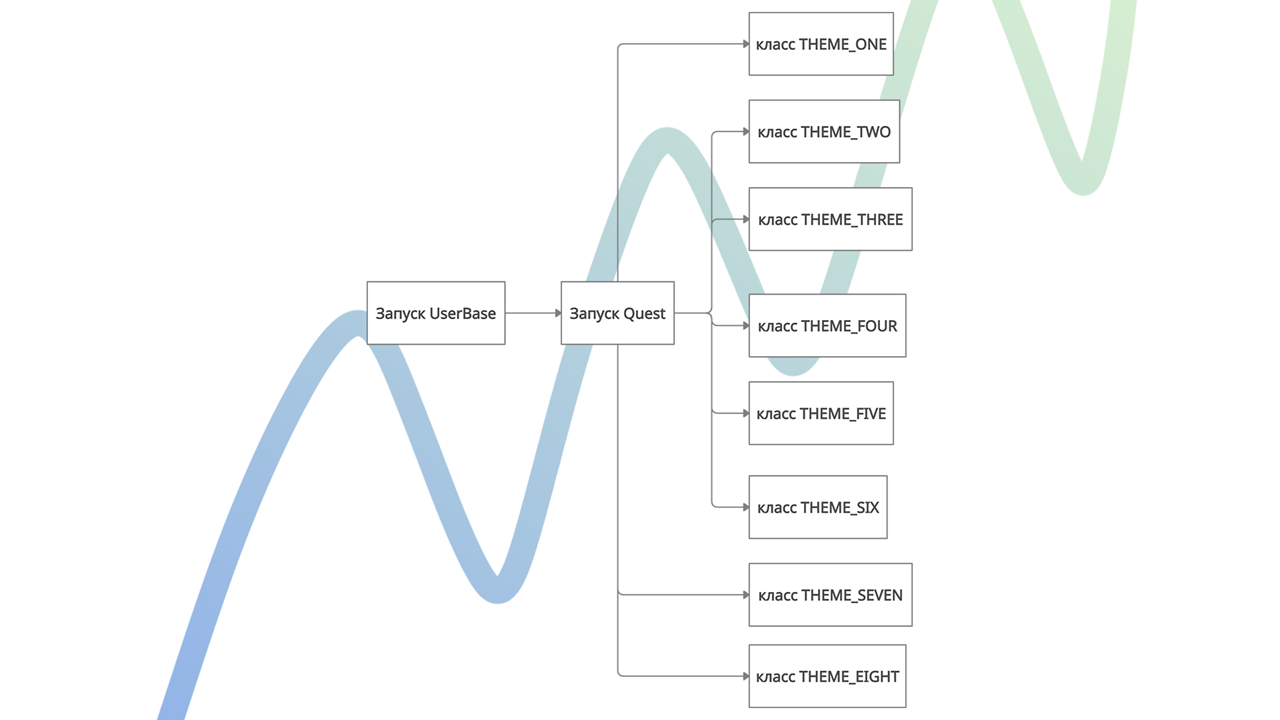 класс THEME_ONE
класс THEME_TWO
класс THEME_THREE
Запуск UserBase
Запуск Quest
класс THEME_FOUR
класс THEME_FIVE
класс THEME_SIX
класс THEME_SEVEN
класс THEME_EIGHT